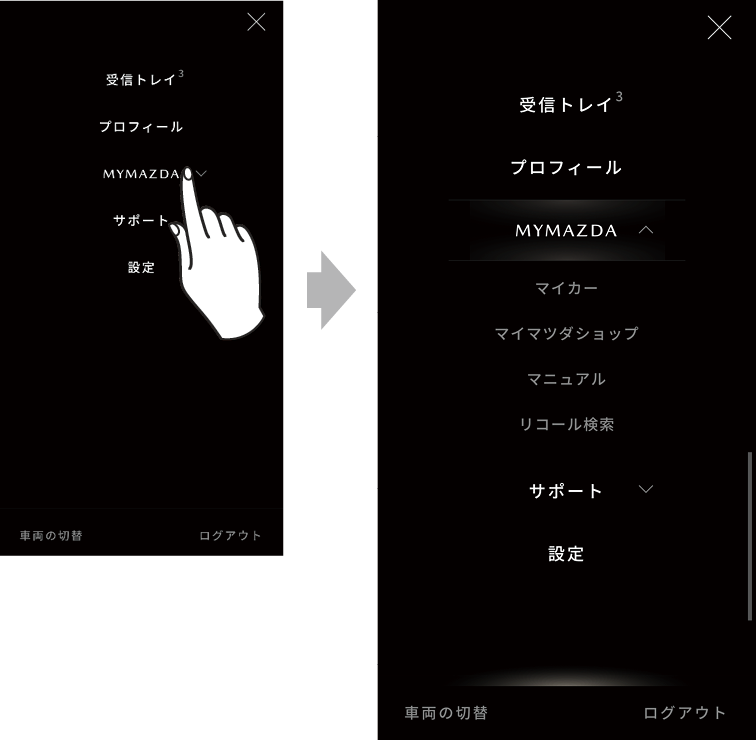 受信トレイ3
プロフィール
MYMAZDA
サポート
設定
車両の切替
ログアウト
受信トレイ3
プロフィール
MYMAZDA
マイカー
マイマツダショップ
マニュアル
リコール検索
サポート
設定
車両の切替
ログアウト